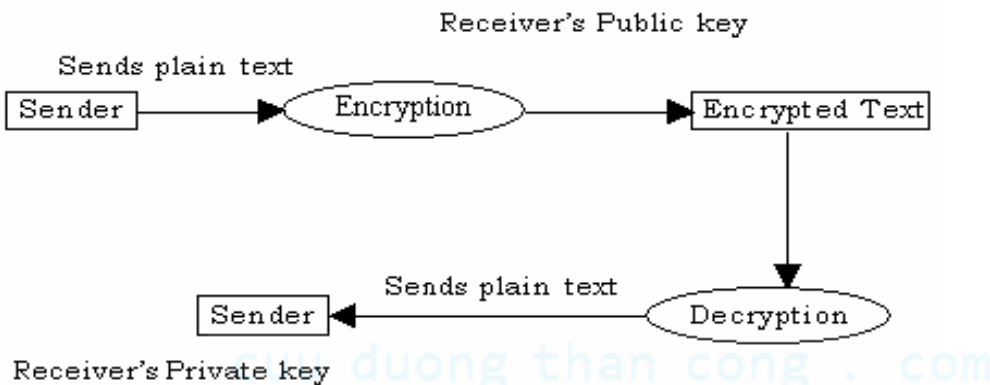 Receiver's Public key
Sends plain text
Sender
Encryption
Encrypted Text
Sends plain text
Sender
Decryption
Receiver's Private key
cuu duong than cong . com